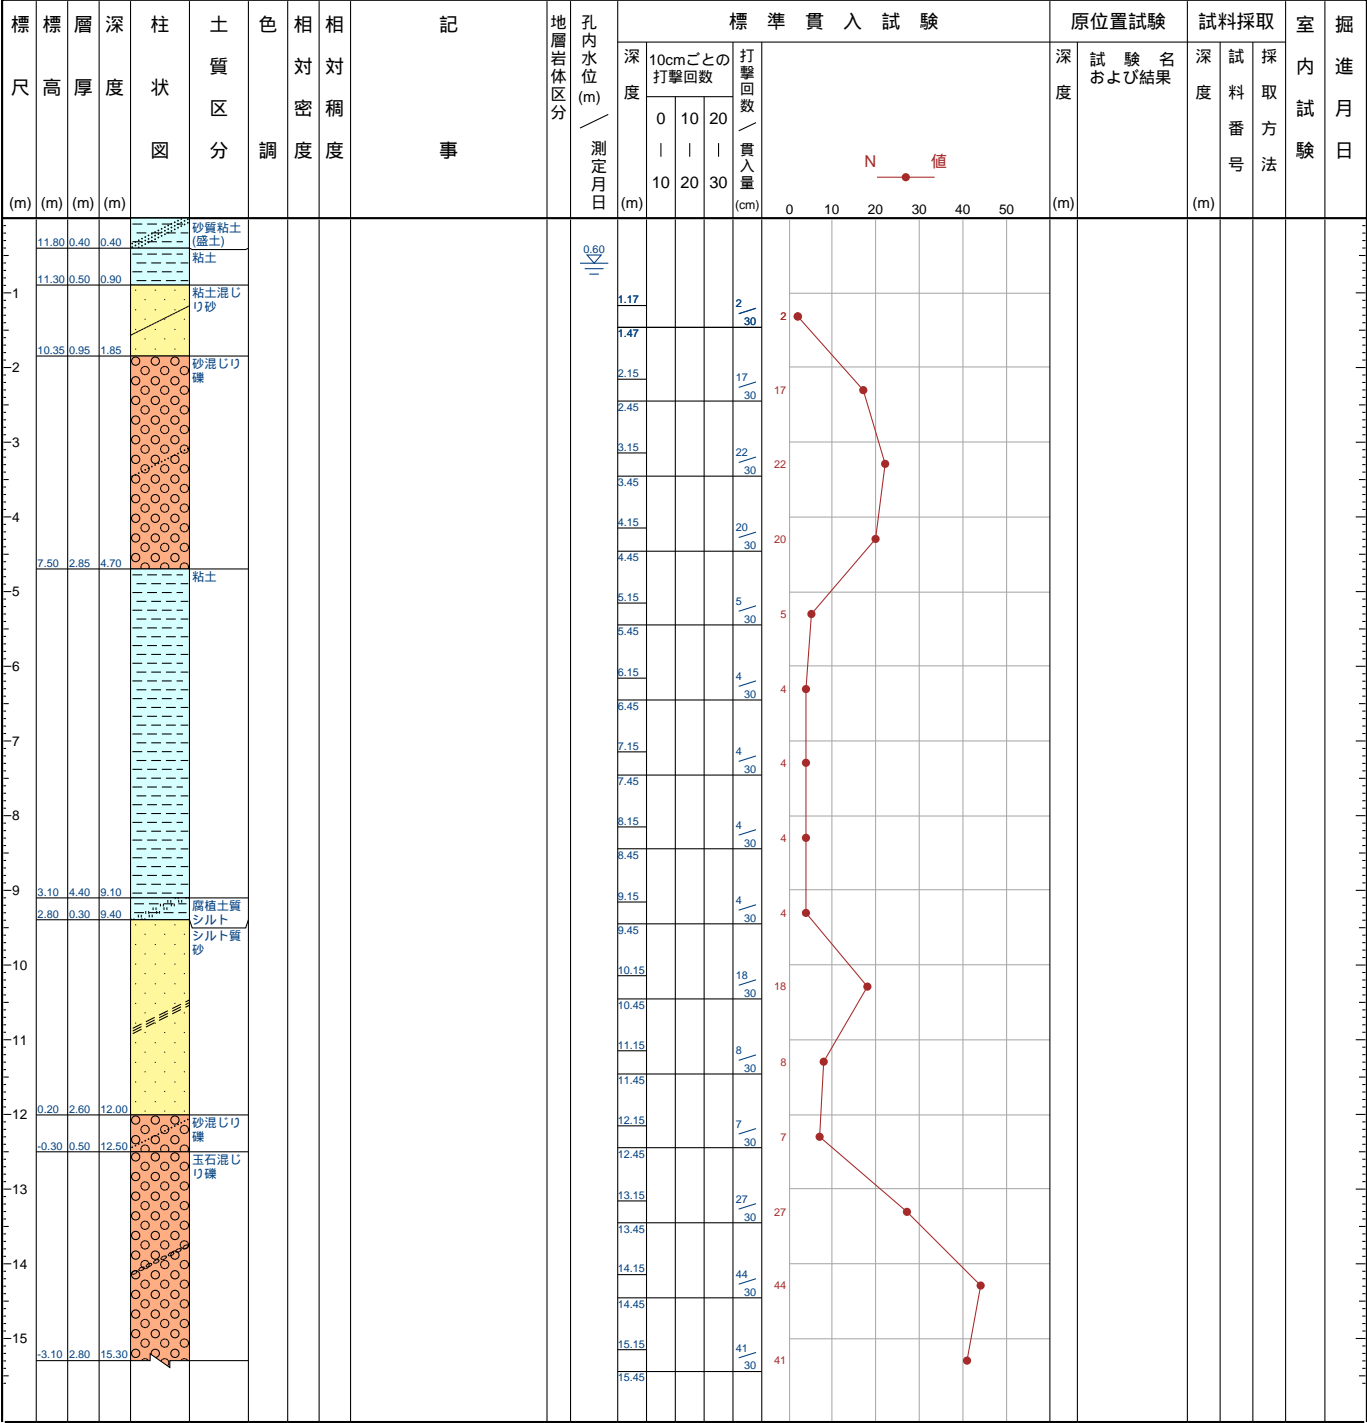 標尺(m)
標高(m)
層厚(m)
深度(m)
柱状図
土質区分
色調
相対密度
相対稠度
記事
地層岩体区分
孔内水位(m)／測定月日
標準貫入試験
深度(m)
10cmごとの
打撃回数
0 10 20
| | |
10 20 30
打撃回数／貫入量(cm)
N 値
0 10 20 30 40 50
原位置試験
深度(m)
試験名
および結果
試料採取
深度(m)
試料番号
採取方法
室内試験
掘進月日
砂質粘土
11.80 0.40 0.40 (盛土)
粘土
0.60
11.30 0.50 0.90
1
粘土混じ
り砂
1.17 2/30 2
1.47
10.35 0.95 1.85
2
砂混じり
礫
2.15 17/30 17
2.45
3
3.15 22/30 22
3.45
4
4.15 20/30 20
4.45
7.50 2.85 4.70
粘土
5
5.15 5/30 5
5.45
6
6.15 4/30 4
6.45
7
7.15 4/30 4
7.45
8
8.15 4/30 4
8.45
9
3.10 4.40 9.10
腐植土質
シルト
9.15 4/30 4
2.80 0.30 9.40
9.45
シルト質
砂
10
10.15 18/30 18
10.45
11
11.15 8/30 8
11.45
12
0.20 2.60 12.00
砂混じり
礫
12.15 7/30 7
12.45
-0.30 0.50 12.50
玉石混じ
り礫
13
13.15 27/30 27
13.45
14
14.15 44/30 44
14.45
15
15.15 41/30 41
-3.10 2.80 15.30
15.45